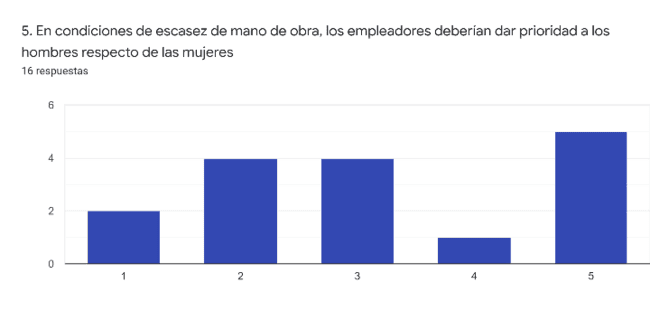 5. En condiciones de escasez de mano de obra, los empleadores deberían dar prioridad a los
hombres respecto de las mujeres
16 respuestas
6
4
2
0
1 2 3 4 5